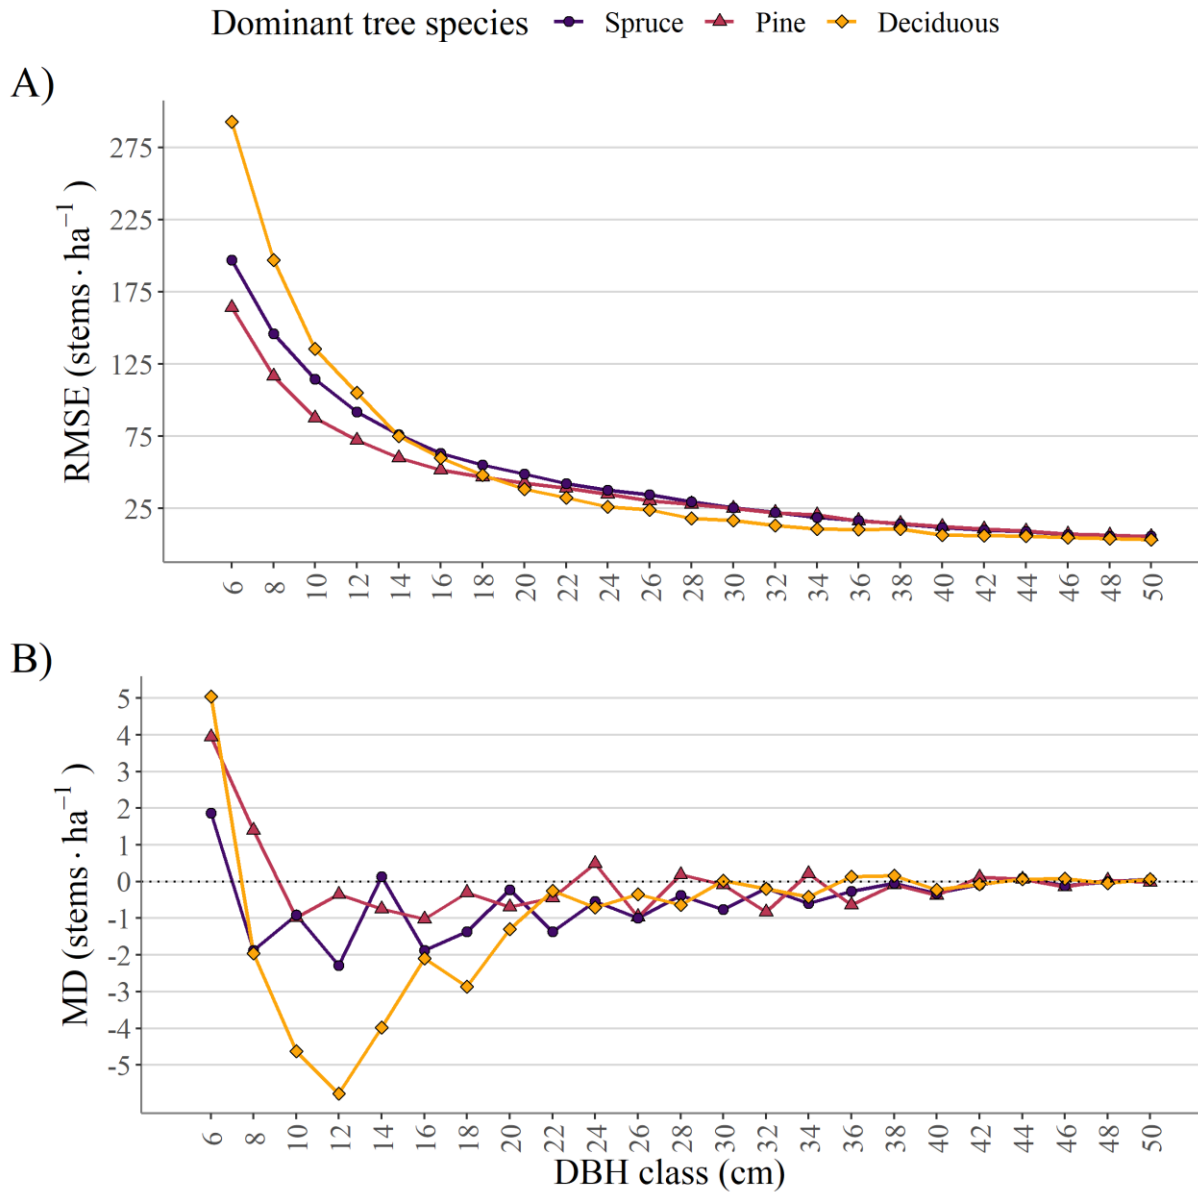 Dominant tree species Spruce Pine Deciduous
A)
RMSE (stems · ha⁻¹)
275
225
175
125
75
25
6 8 10 12 14 16 18 20 22 24 26 28 30 32 34 36 38 40 42 44 46 48 50
B)
MD (stems · ha⁻¹)
5
4
3
2
1
0
-1
-2
-3
-4
-5
6 8 10 12 14 16 18 20 22 24 26 28 30 32 34 36 38 40 42 44 46 48 50
DBH class (cm)